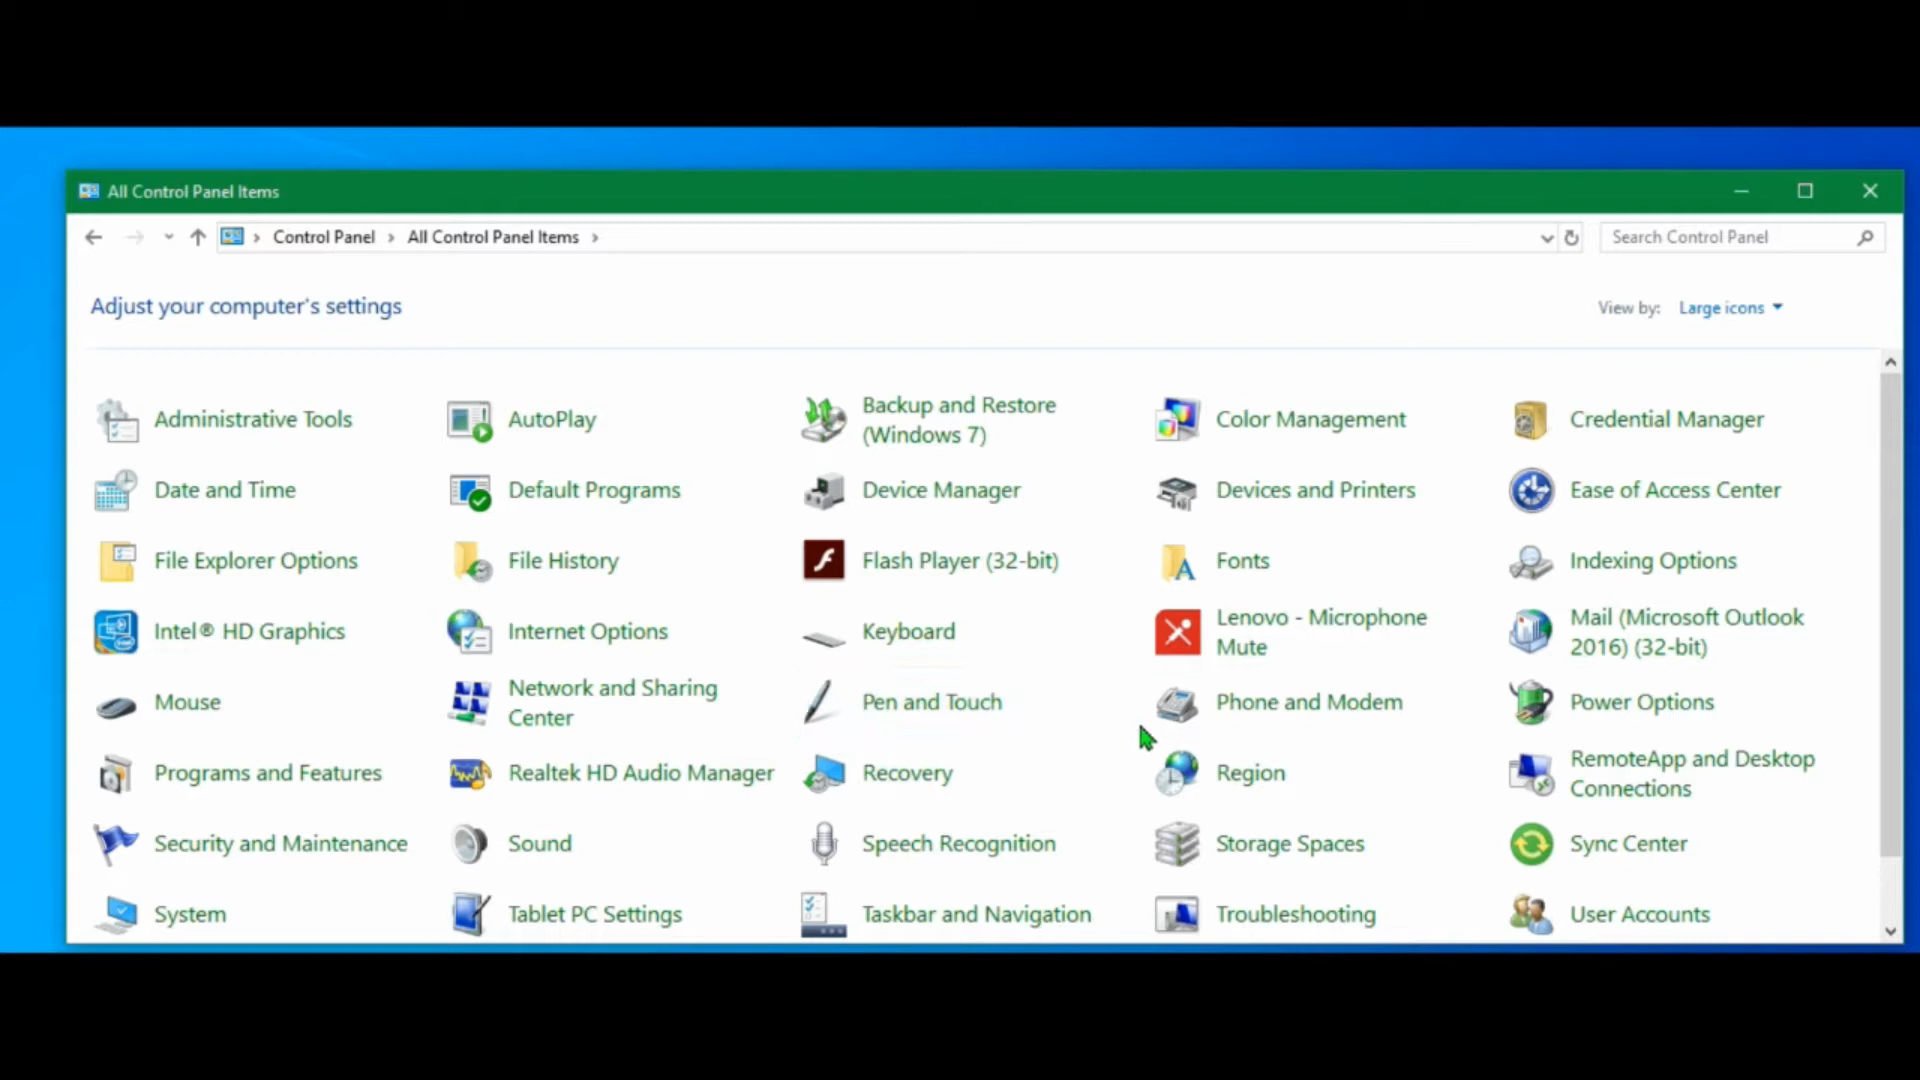 All Control Panel Items
Control Panel
All Control Panel Items
Search Control Panel
Adjust your computer's settings
View by: Large icons
Administrative Tools
AutoPlay
Backup and Restore
(Windows 7)
Color Management
Credential Manager
Date and Time
Default Programs
Device Manager
Devices and Printers
Ease of Access Center
File Explorer Options
File History
Flash Player (32-bit)
Fonts
Indexing Options
Intel® HD Graphics
Internet Options
Keyboard
Lenovo - Microphone
Mute
Mail (Microsoft Outlook
2016) (32-bit)
Mouse
Network and Sharing
Center
Pen and Touch
Phone and Modem
Power Options
Programs and Features
Realtek HD Audio Manager
Recovery
Region
RemoteApp and Desktop
Connections
Security and Maintenance
Sound
Speech Recognition
Storage Spaces
Sync Center
System
Tablet PC Settings
Taskbar and Navigation
Troubleshooting
User Accounts